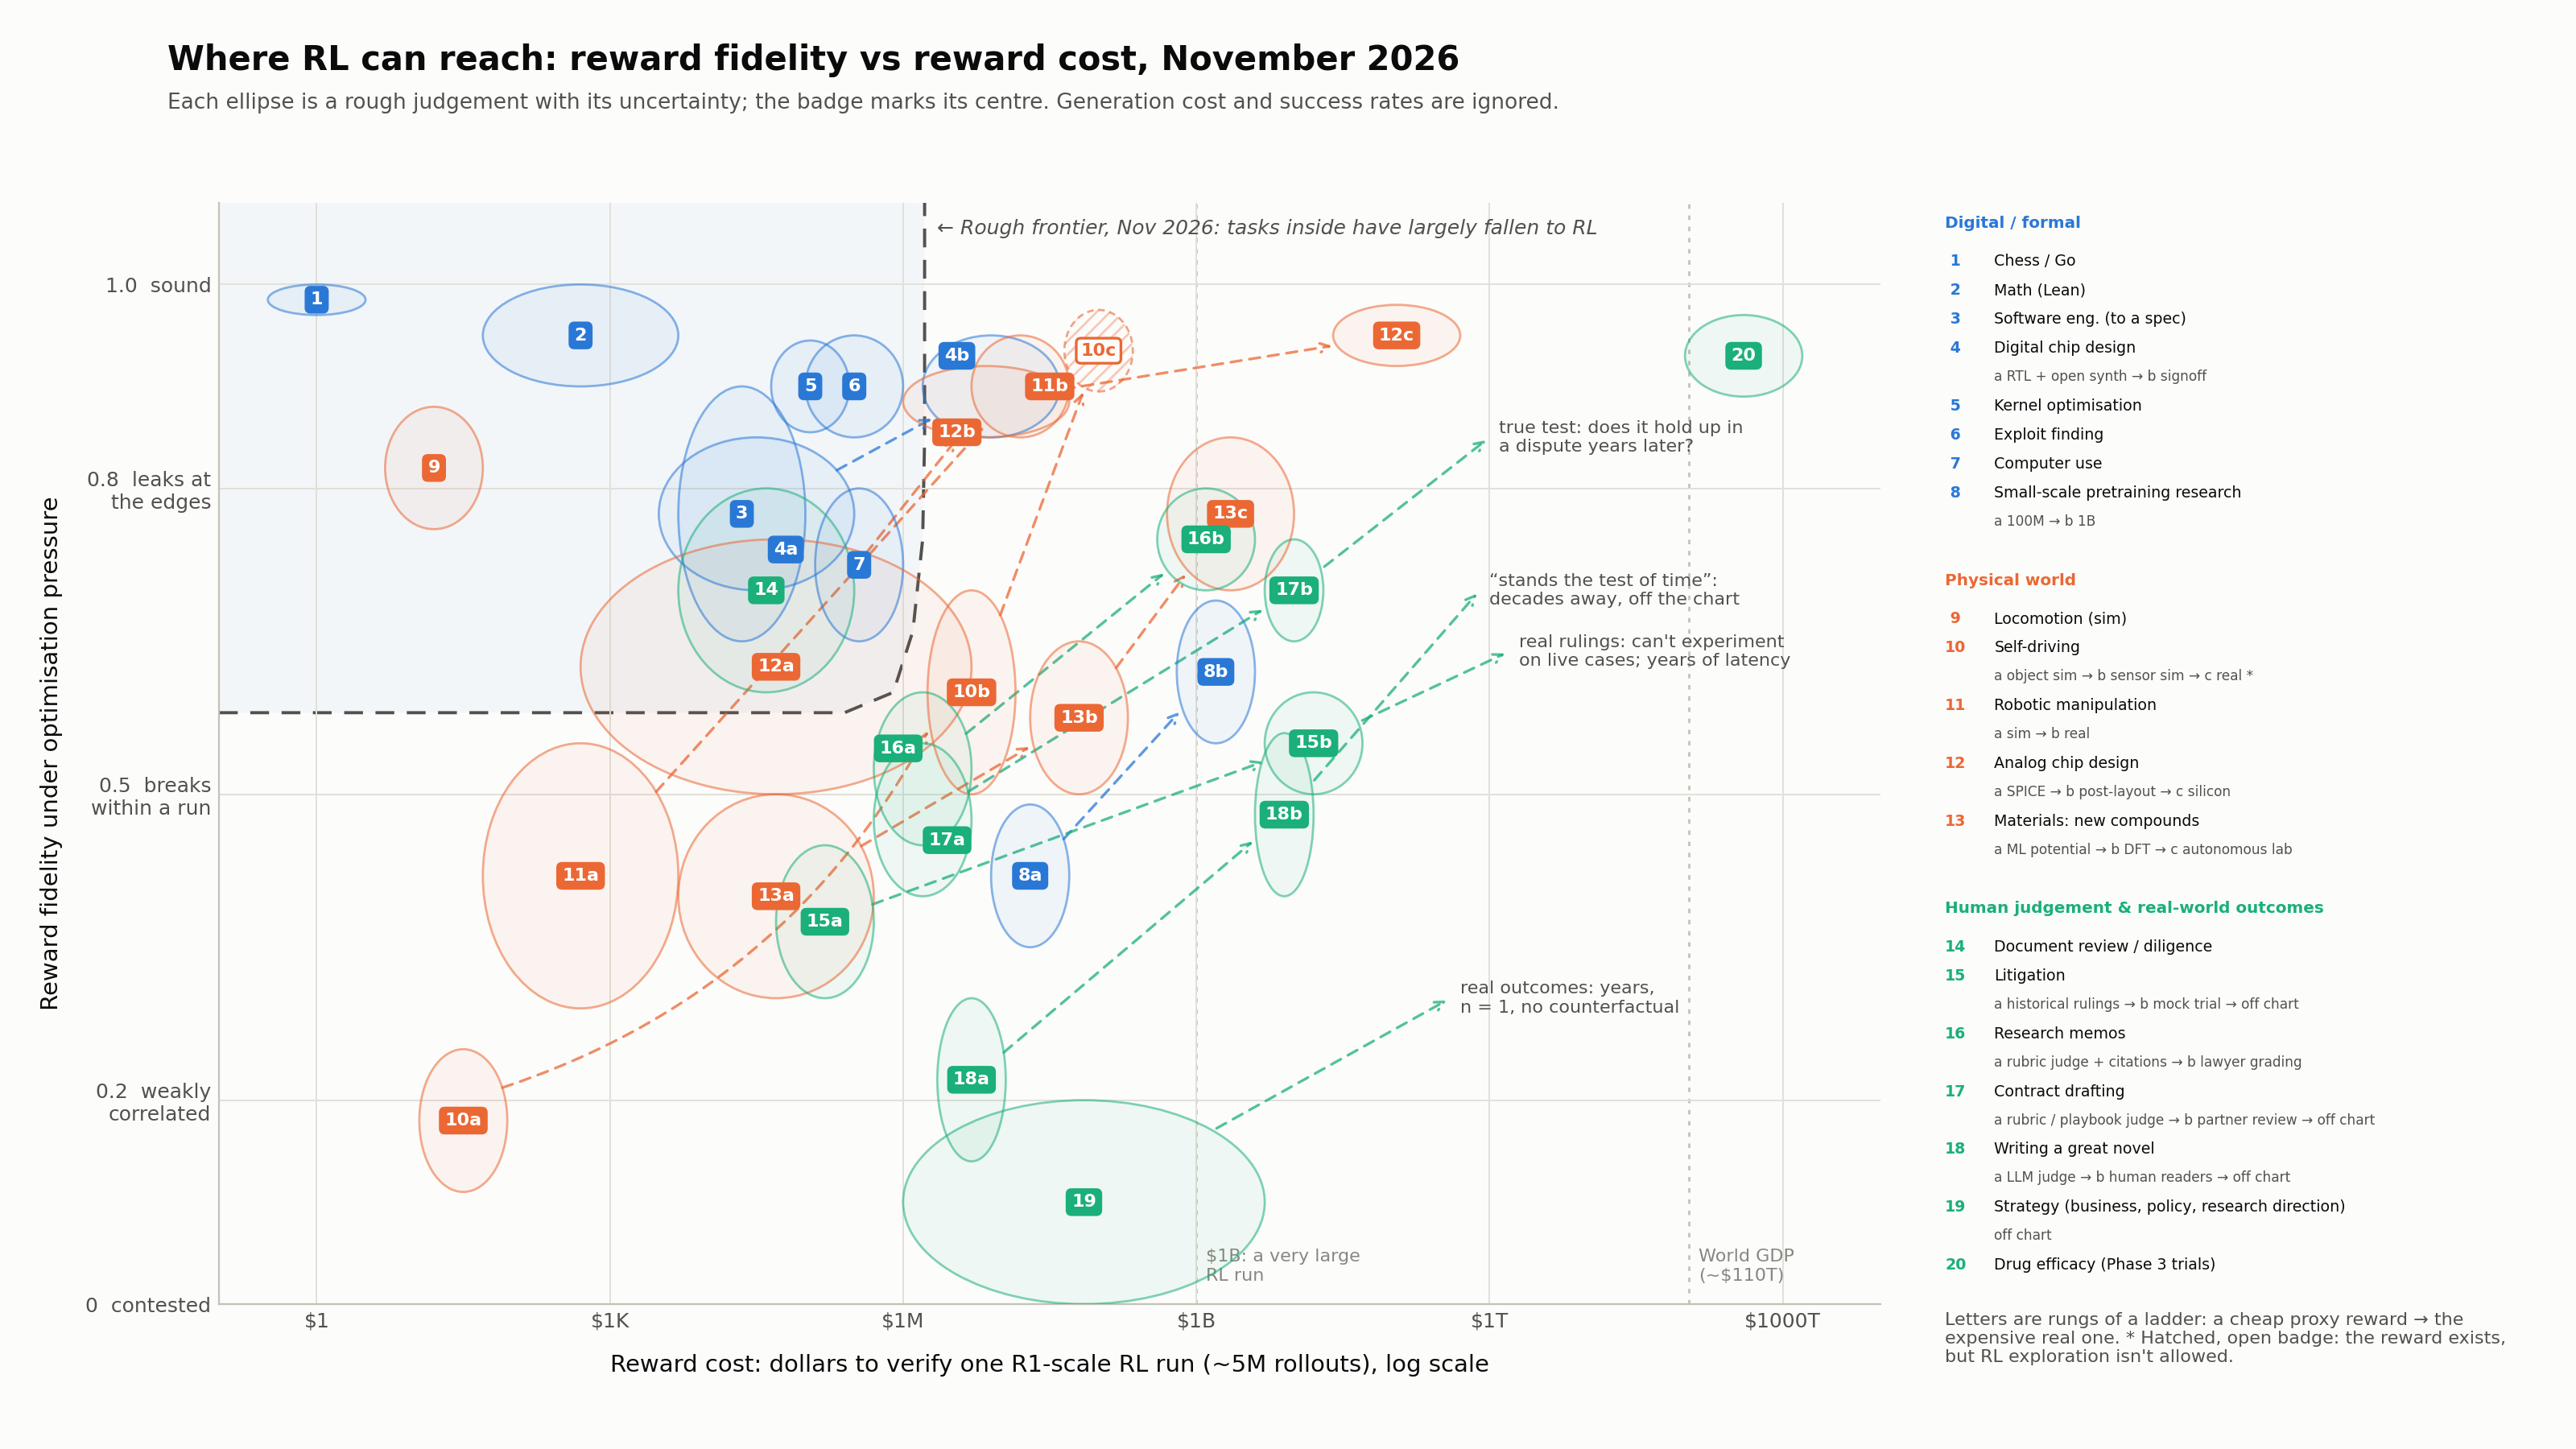 Where RL can reach: reward fidelity vs reward cost, November 2026
Each ellipse is a rough judgement with its uncertainty; the badge marks its centre. Generation cost and success rates are ignored.
← Rough frontier, Nov 2026: tasks inside have largely fallen to RL
Reward fidelity under optimisation pressure
1.0 sound
0.8 leaks at
the edges
0.5 breaks
within a run
0.2 weakly
correlated
0 contested
1
2
4b
10c
12c
20
5
6
11b
12b
9
3
4a
7
14
13c
16b
17b
12a
10b
13b
8b
16a
15b
17a
18b
11a
8a
13a
15a
18a
10a
19
true test: does it hold up in
a dispute years later?
“stands the test of time”:
decades away, off the chart
real rulings: can't experiment
on live cases; years of latency
real outcomes: years,
n = 1, no counterfactual
$1B: a very large
RL run
World GDP
(~$110T)
$1
$1K
$1M
$1B
$1T
$1000T
Reward cost: dollars to verify one R1-scale RL run (~5M rollouts), log scale
Digital / formal
1 Chess / Go
2 Math (Lean)
3 Software eng. (to a spec)
4 Digital chip design
a RTL + open synth → b signoff
5 Kernel optimisation
6 Exploit finding
7 Computer use
8 Small-scale pretraining research
a 100M → b 1B
Physical world
9 Locomotion (sim)
10 Self-driving
a object sim → b sensor sim → c real *
11 Robotic manipulation
a sim → b real
12 Analog chip design
a SPICE → b post-layout → c silicon
13 Materials: new compounds
a ML potential → b DFT → c autonomous lab
Human judgement & real-world outcomes
14 Document review / diligence
15 Litigation
a historical rulings → b mock trial → off chart
16 Research memos
a rubric judge + citations → b lawyer grading
17 Contract drafting
a rubric / playbook judge → b partner review → off chart
18 Writing a great novel
a LLM judge → b human readers → off chart
19 Strategy (business, policy, research direction)
off chart
20 Drug efficacy (Phase 3 trials)
Letters are rungs of a ladder: a cheap proxy reward → the
expensive real one. * Hatched, open badge: the reward exists,
but RL exploration isn't allowed.